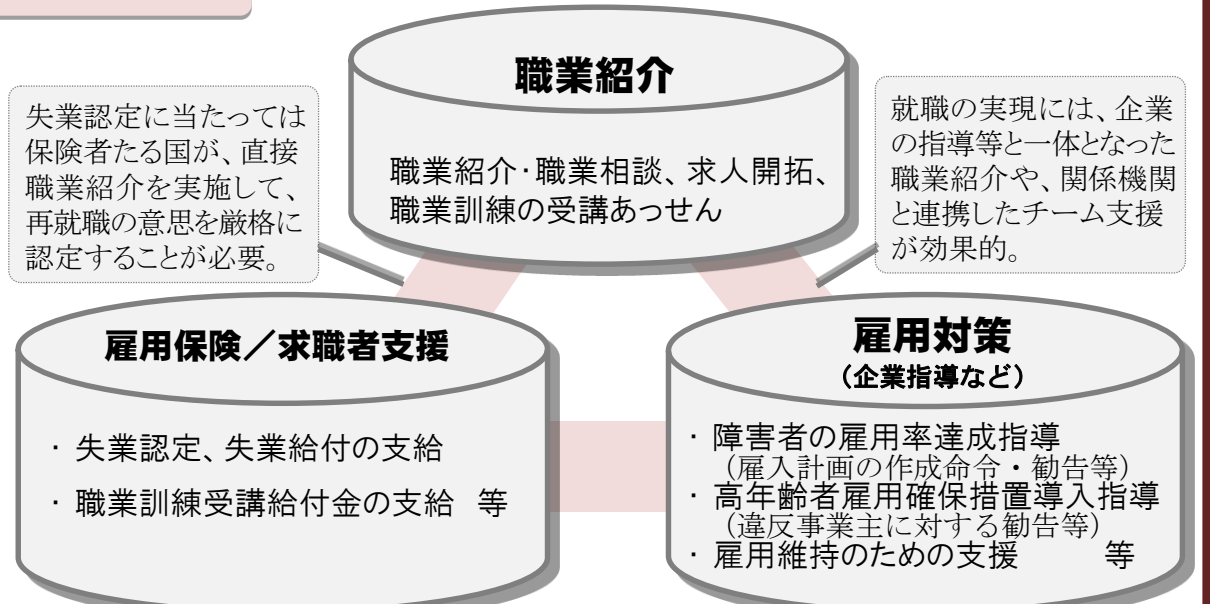 職業紹介
職業紹介・職業相談、求人開拓、
職業訓練の受講あっせん
失業認定に当たっては
保険者たる国が、直接
職業紹介を実施して、
再就職の意思を厳格に
認定することが必要。
就職の実現には、企業
の指導等と一体となった
職業紹介や、関係機関
と連携したチーム支援
が効果的。
雇用保険／求職者支援
・ 失業認定、失業給付の支給
・ 職業訓練受講給付金の支給　等
雇用対策
（企業指導など）
・ 障害者の雇用率達成指導
（雇入計画の作成命令・勧告等）
・ 高年齢者雇用確保措置導入指導
（違反事業主に対する勧告等）
・ 雇用維持のための支援　　等